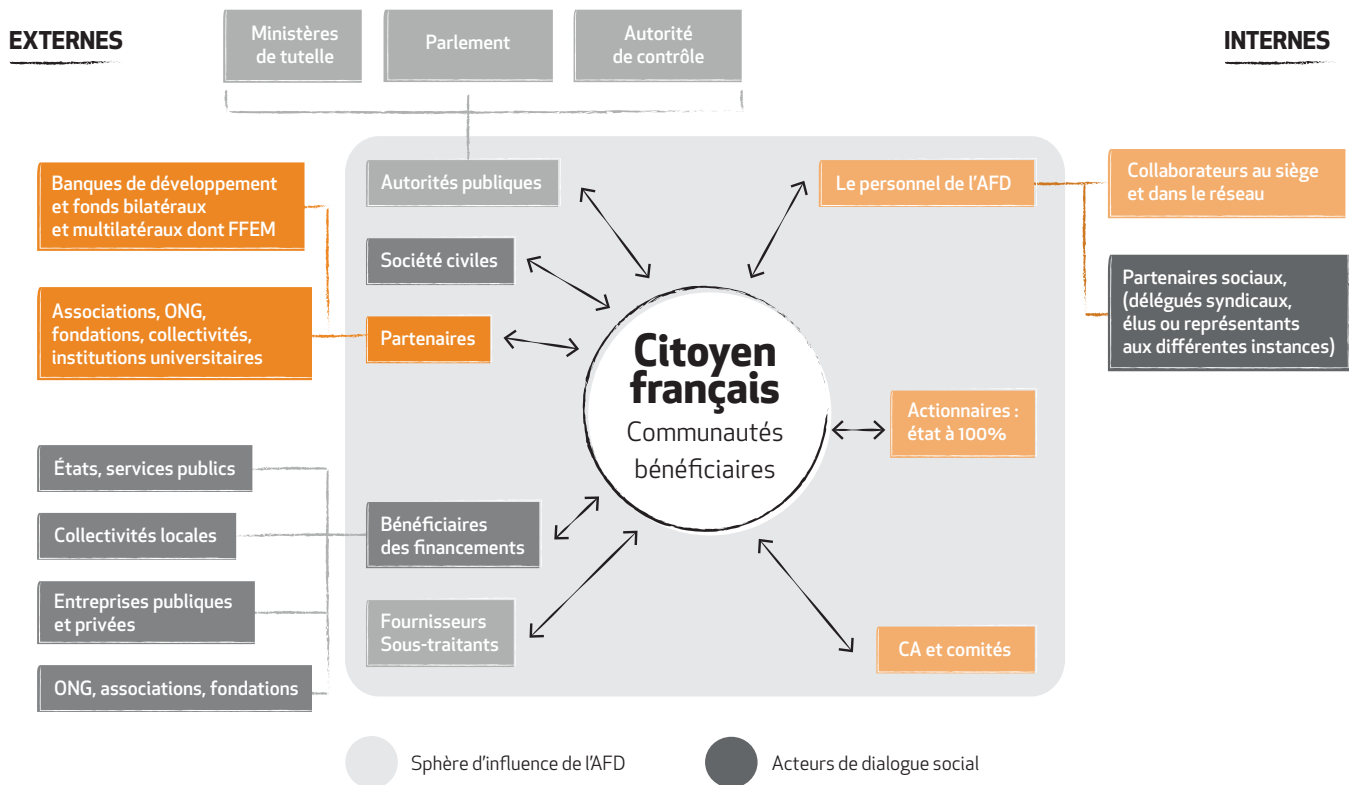 EXTERNES
INTERNES
Ministères
de tutelle
Parlement
Autorité
de contrôle
Banques de développement
et fonds bilatéraux
et multilatéraux dont FFEM
Associations, ONG,
fondations, collectivités,
institutions universitaires
États, services publics
Collectivités locales
Entreprises publiques
et privées
ONG, associations, fondations
Autorités publiques
Société civiles
Partenaires
Bénéficiaires
des financements
Fournisseurs
Sous-traitants
Citoyen
français
Communautés
bénéficiaires
Le personnel de l'AFD
Actionnaires :
état à 100%
CA et comités
Collaborateurs au siège
et dans le réseau
Partenaires sociaux,
(délégués syndicaux,
élus ou représentants
aux différentes instances)
Sphère d'influence de l'AFD
Acteurs de dialogue social